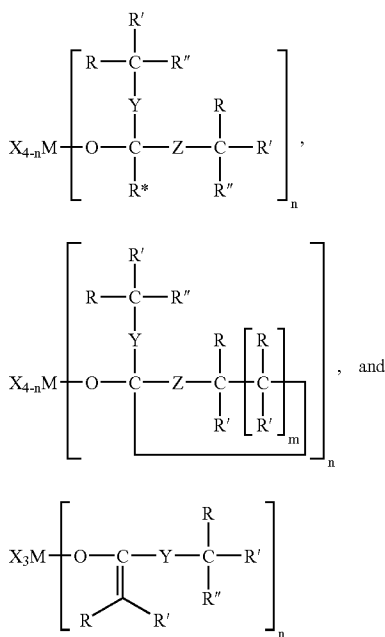 R′
R—C—R″
Y R
X4-nM—O—C—Z—C—R′ ,
R* R″
n
R′
R—C—R″
Y R R
X4-nM—O—C—Z—C—C , and
R′ R′
m
n
R
X3M—O—C—Y—C—R′
R R′ R″
n